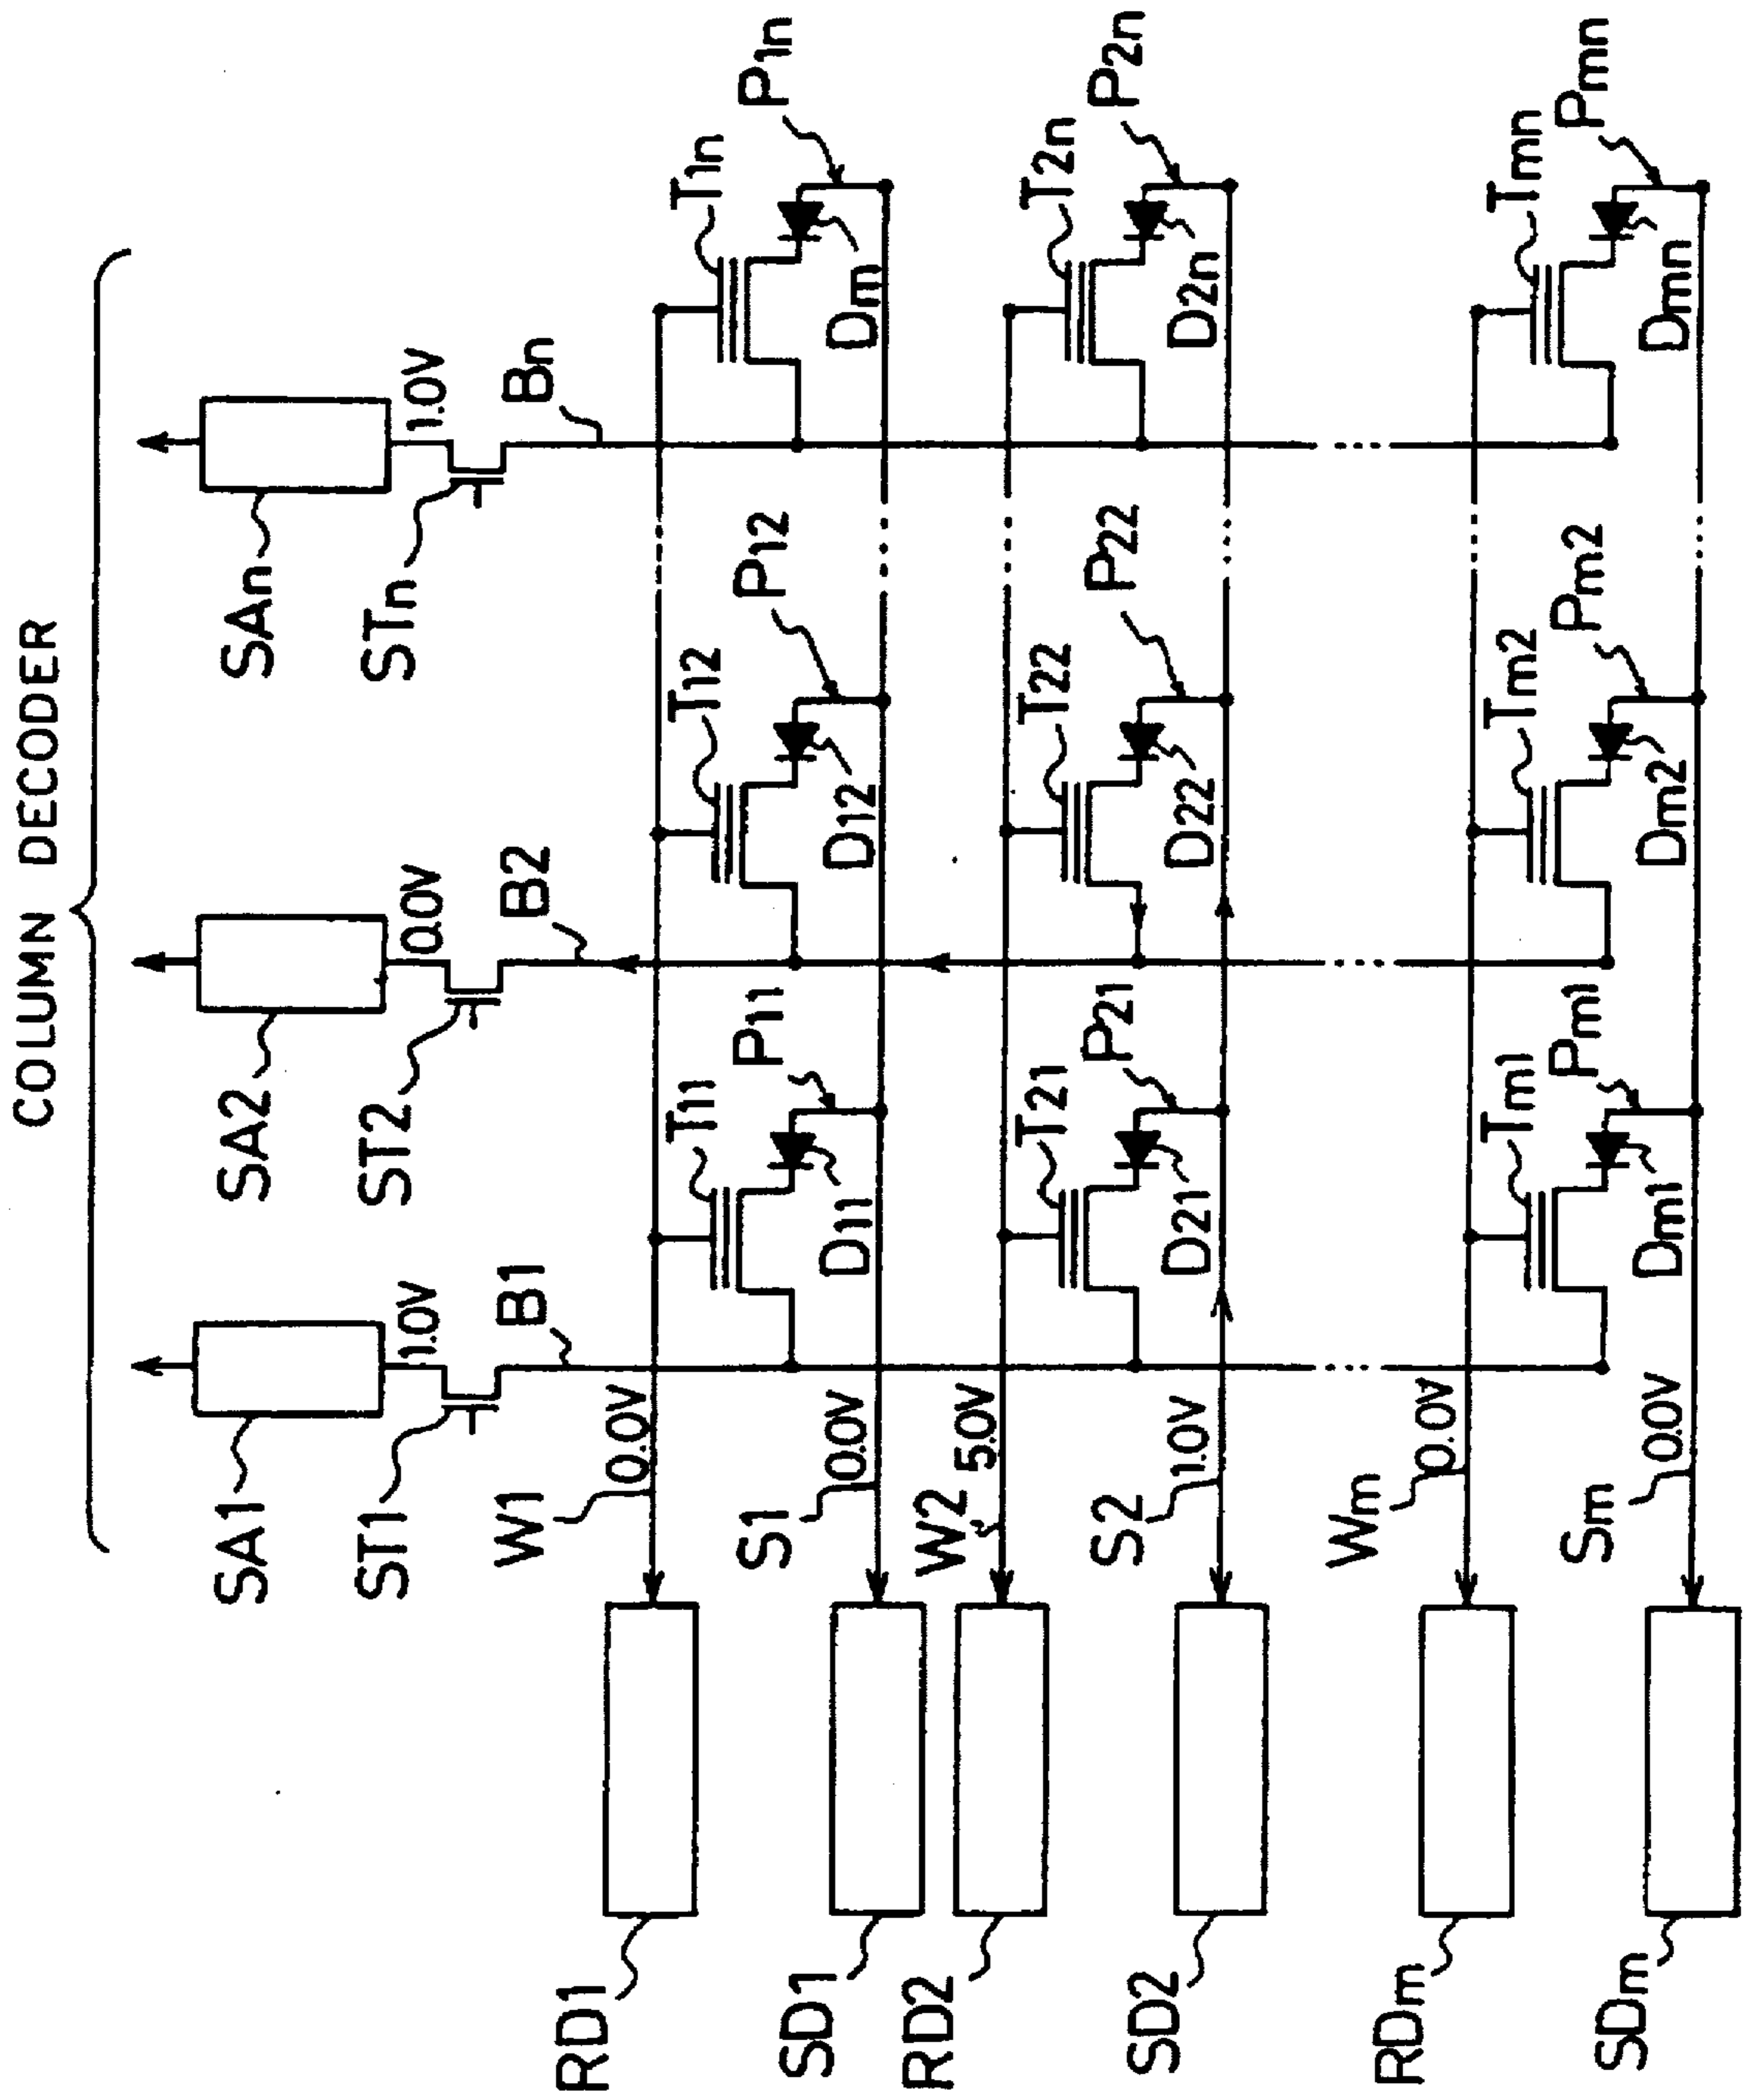 COLUMN DECODER
SA1
SA2
SAn
ST1
1.0V
ST2
0.0V
STn
1.0V
B1
B2
Bn
RD1
W1
0.0V
T11
T12
T1n
P11
P12
P1n
SD1
S1
0.0V
D11
D12
Dm
RD2
W2
5.0V
T21
T22
T2n
P21
P22
P2n
SD2
S2
1.0V
D21
D22
D2n
RDm
Wm
0.0V
Tm1
Tm2
Tmn
Pm1
Pm2
Pmn
SDm
Sm
0.0V
Dm1
Dm2
Dmn